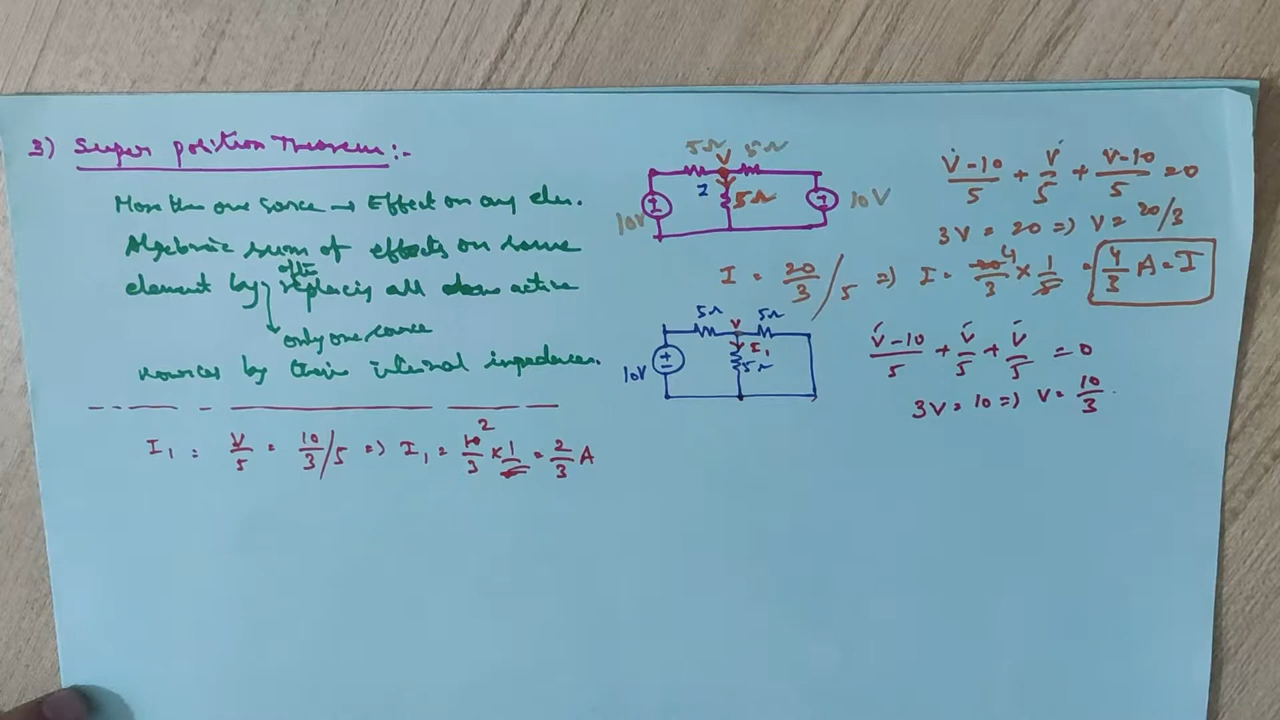 3) Super position Theorem:-
More than one source → Effect on any elem.
Algebraic sum of effects on same
after
element by replacing all active
only one source
sources by their internal impedances.
I₁ = V/5 = 10/3/5 => I₁ = 10/3 × 1/5 = 2/3 A
2
5Ω V 5Ω
10V I 5Ω 10V
V-10/5 + V/5 + V-10/5 = 0
3V = 20 => V = 20/3
I = 20/3/5 => I = 20/3 × 1/5 = 4/3 A = I
4
5Ω V 5Ω
10V I₁ 5Ω
V-10/5 + V/5 + V/5 = 0
3V = 10 => V = 10/3